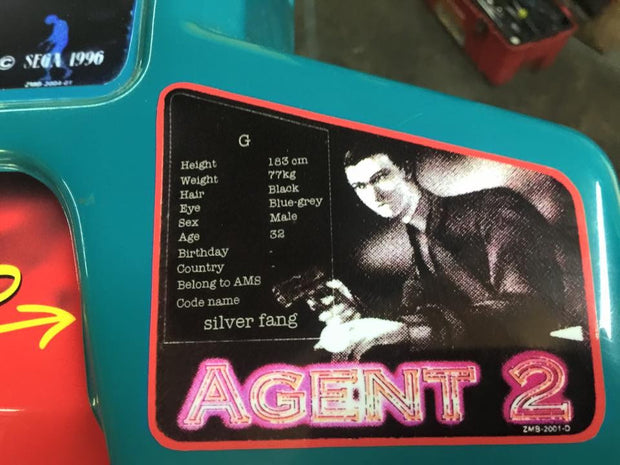 © SEGA 1996
G
Height 183 cm
Weight 77kg
Hair Black
Eye Blue-grey
Sex Male
Age 32
Birthday -
Country -
Belong to AMS
Code name
silver fang
AGENT 2
ZMB-2001-D